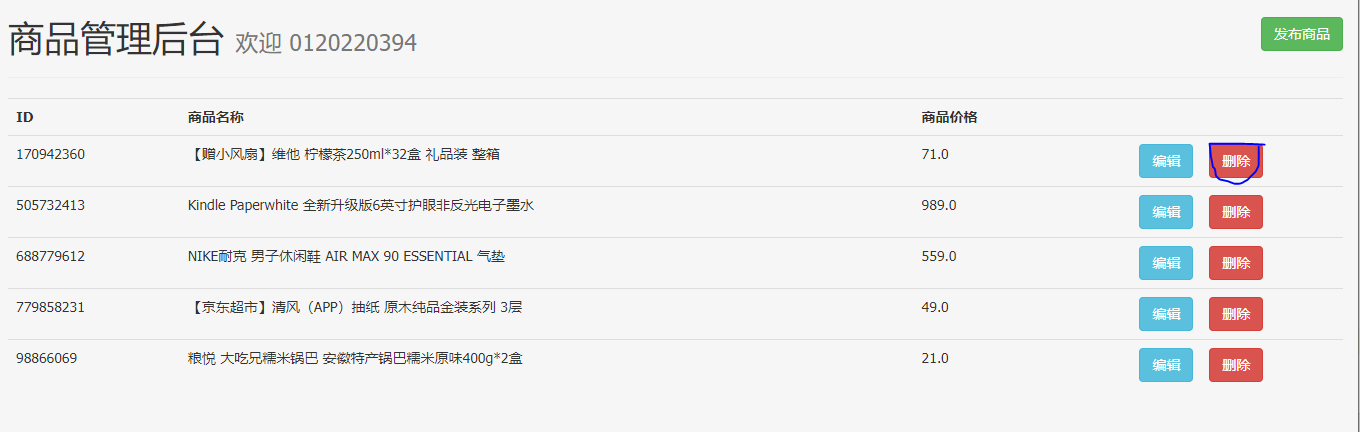 商品管理后台 欢迎 0120220394 发布商品
ID 商品名称 商品价格
170942360 【赠小风扇】维他 柠檬茶250ml*32盒 礼品装 整箱 71.0 编辑 删除
505732413 Kindle Paperwhite 全新升级版6英寸护眼非反光电子墨水 989.0 编辑 删除
688779612 NIKE耐克 男子休闲鞋 AIR MAX 90 ESSENTIAL 气垫 559.0 编辑 删除
779858231 【京东超市】清风（APP）抽纸 原木纯品金装系列 3层 49.0 编辑 删除
98866069 粮悦 大吃兄糯米锅巴 安徽特产锅巴糯米原味400g*2盒 21.0 编辑 删除